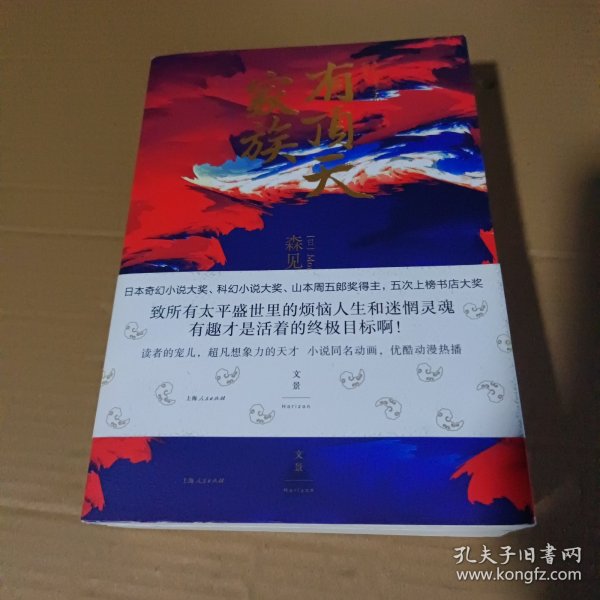 有顶天
家族
[日]
森见
日本奇幻小说大奖、科幻小说大奖、山本周五郎奖得主，五次上榜书店大奖
致所有太平盛世里的烦恼人生和迷惘灵魂
有趣才是活着的终极目标啊！
读者的宠儿，超凡想象力的天才 小说同名动画，优酷动漫热播
上海人民出版社
文景
Horizon
上海人民出版社
文景
Horizon
孔夫子旧书网
www.kongfz.com